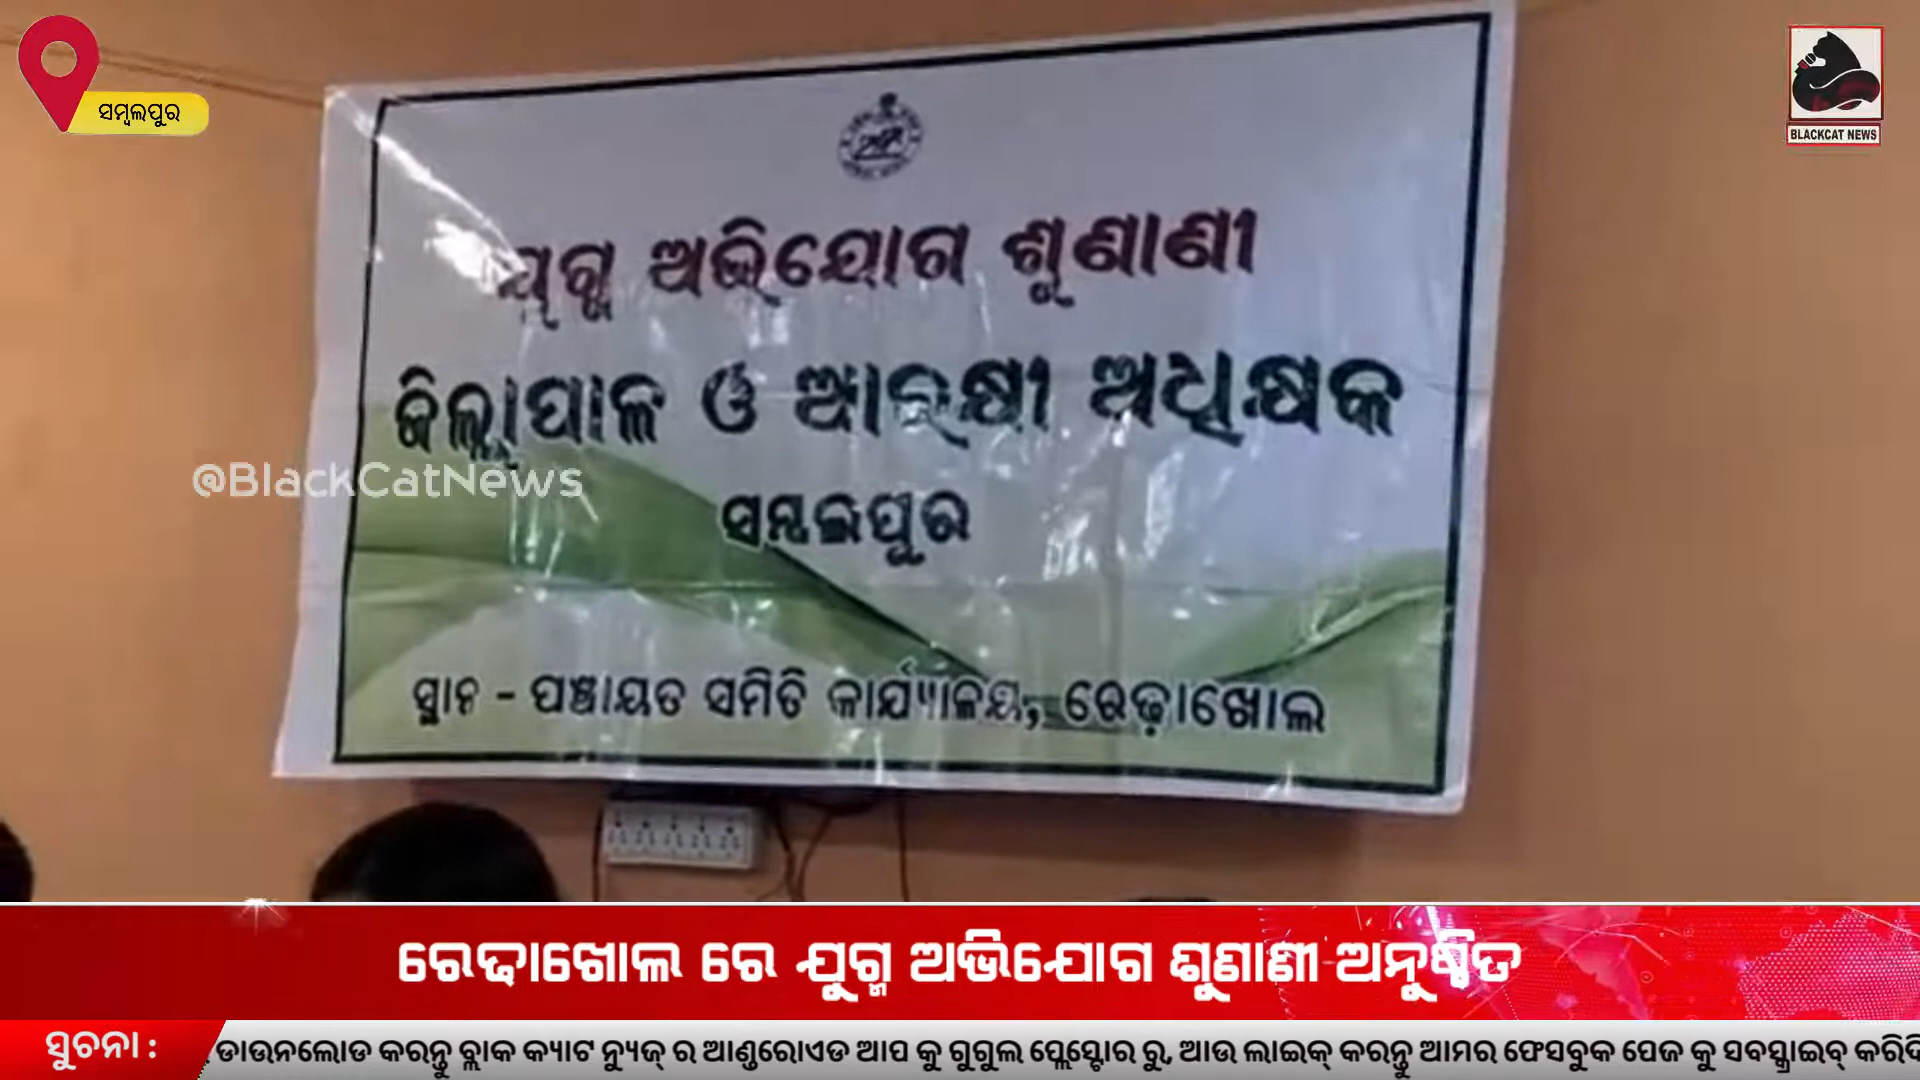 ସମ୍ବଲପୁର
BLACKCAT NEWS
ଯୁଗ୍ମ ଅଭିଯୋଗ ଶୁଣାଣୀ
ଜିଲ୍ଲାପାଳ ଓ ଆରକ୍ଷୀ ଅଧିକ୍ଷକ
@BlackCatNews
ସମ୍ବଲପୁର
ସ୍ଥାନ - ପଞ୍ଚାୟତ ସମିତି କାର୍ଯ୍ୟାଳୟ, ରେଢ଼ାଖୋଲ
ରେଢାଖୋଲ ରେ ଯୁଗ୍ମ ଅଭିଯୋଗ ଶୁଣାଣୀ ଅନୁଷ୍ଠିତ
ସୁଚନା : ଡାଉନଲୋଡ କରନ୍ତୁ ବ୍ଲାକ କ୍ୟାଟ ନ୍ୟୁଜ୍ ର ଆଣ୍ଡରୋଏଡ ଆପ କୁ ଗୁଗୁଲ ପ୍ଲେସ୍ଟୋର ରୁ, ଆଉ ଲାଇକ୍ କରନ୍ତୁ ଆମର ଫେସବୁକ ପେଜ କୁ ସବସ୍କ୍ରାଇବ୍